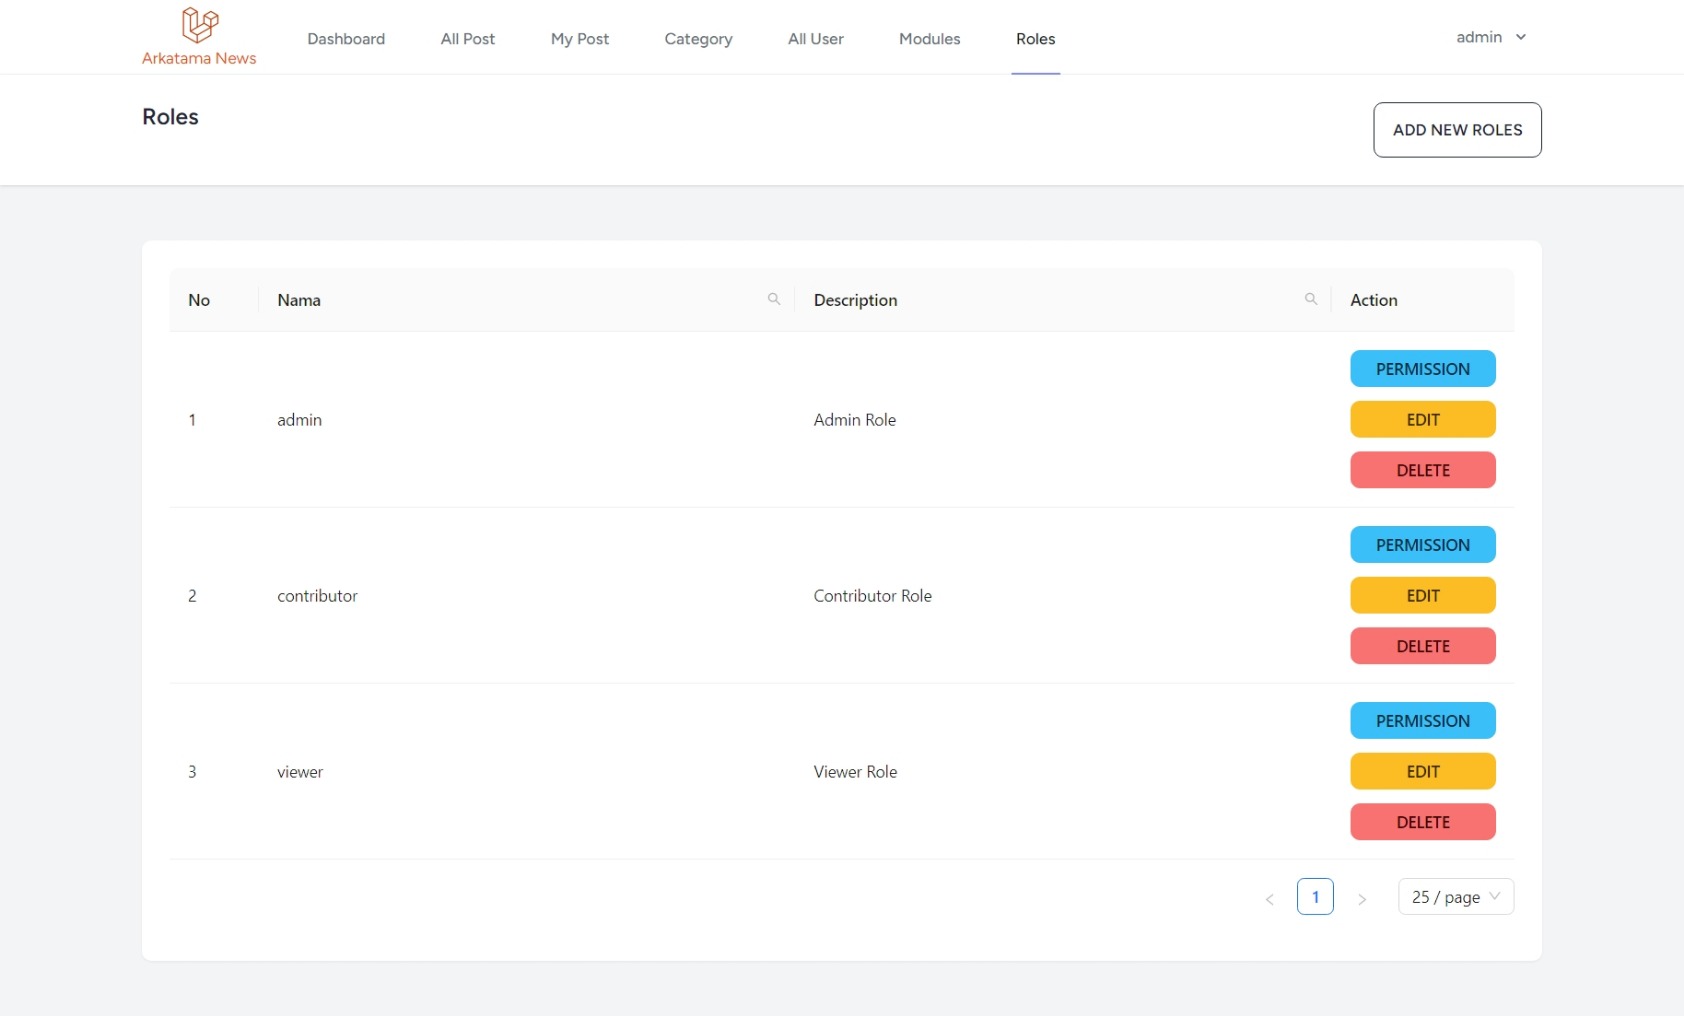 Arkatama News
Dashboard
All Post
My Post
Category
All User
Modules
Roles
admin
Roles
ADD NEW ROLES
No Nama Description Action
1 admin Admin Role
PERMISSION
EDIT
DELETE
2 contributor Contributor Role
PERMISSION
EDIT
DELETE
3 viewer Viewer Role
PERMISSION
EDIT
DELETE
< 1 > 25 / page